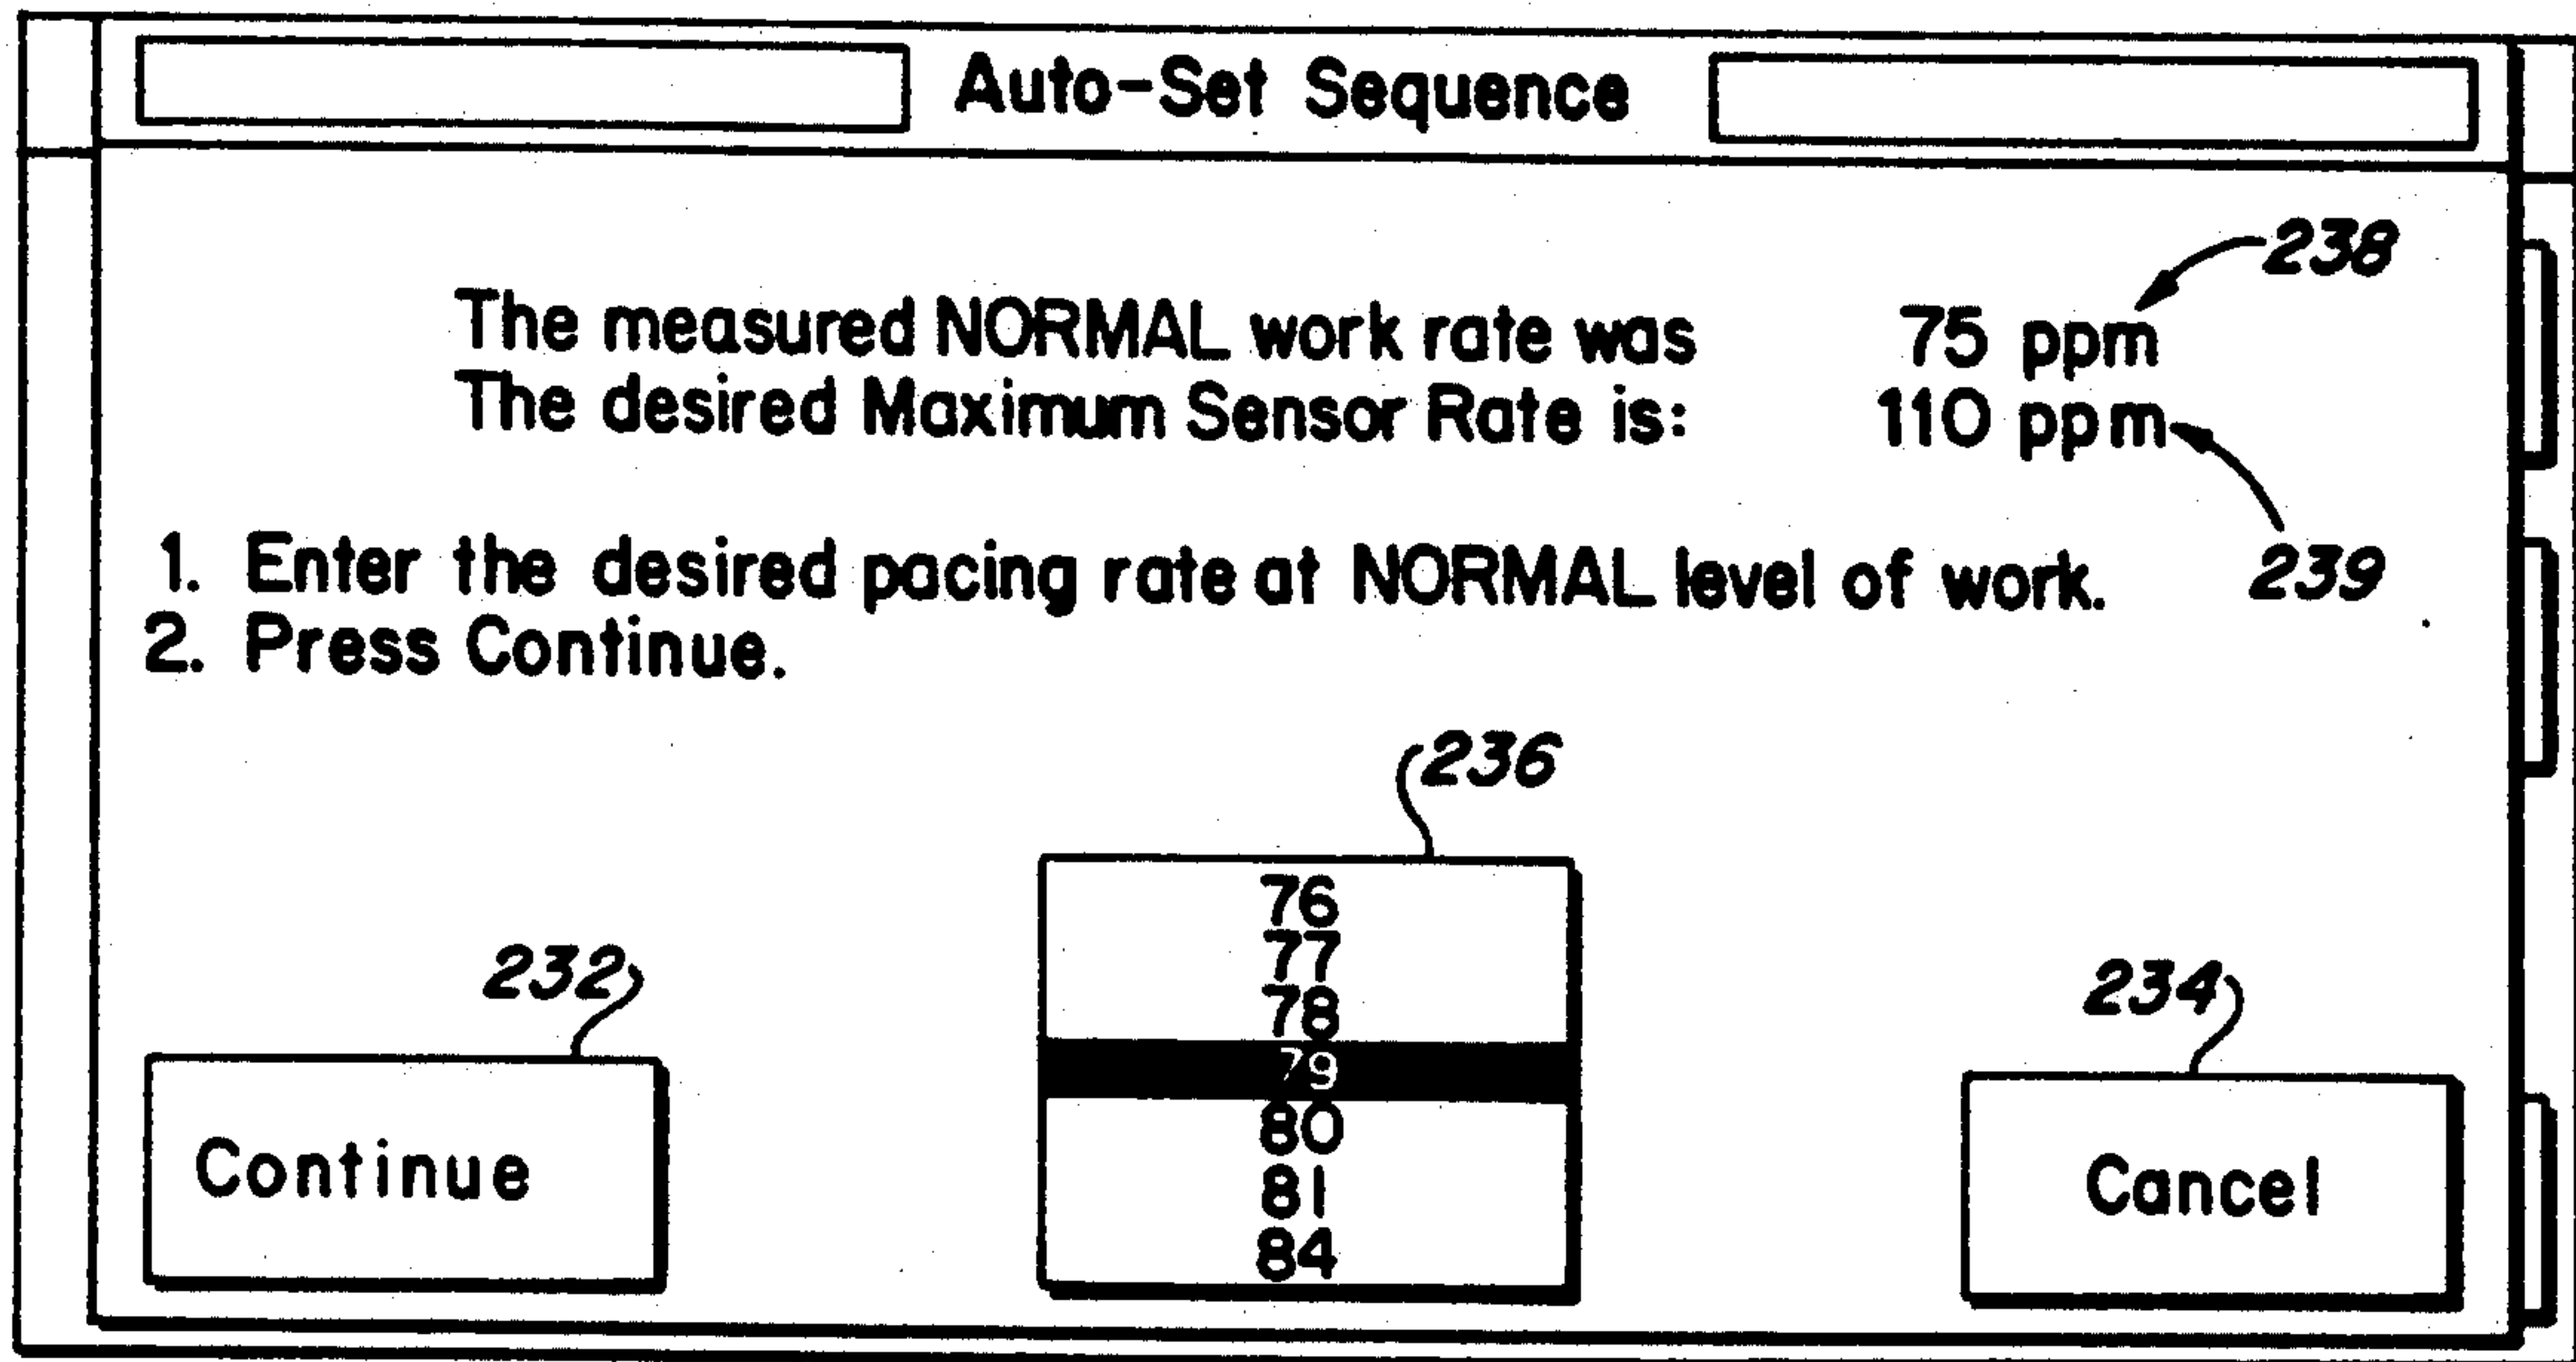 Auto-Set Sequence
238
The measured NORMAL work rate was 75 ppm
The desired Maximum Sensor Rate is: 110 ppm
1. Enter the desired pacing rate at NORMAL level of work. 239
2. Press Continue.
236
76
77
78
79
80
81
84
232
Continue
234
Cancel